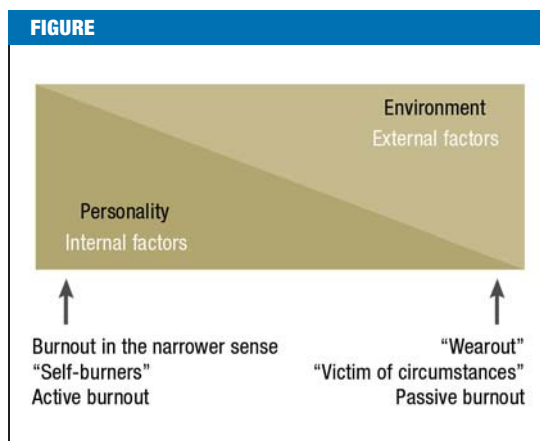 FIGURE
Environment
External factors
Personality
Internal factors
Burnout in the narrower sense
“Self-burners”
Active burnout
“Wearout”
“Victim of circumstances”
Passive burnout